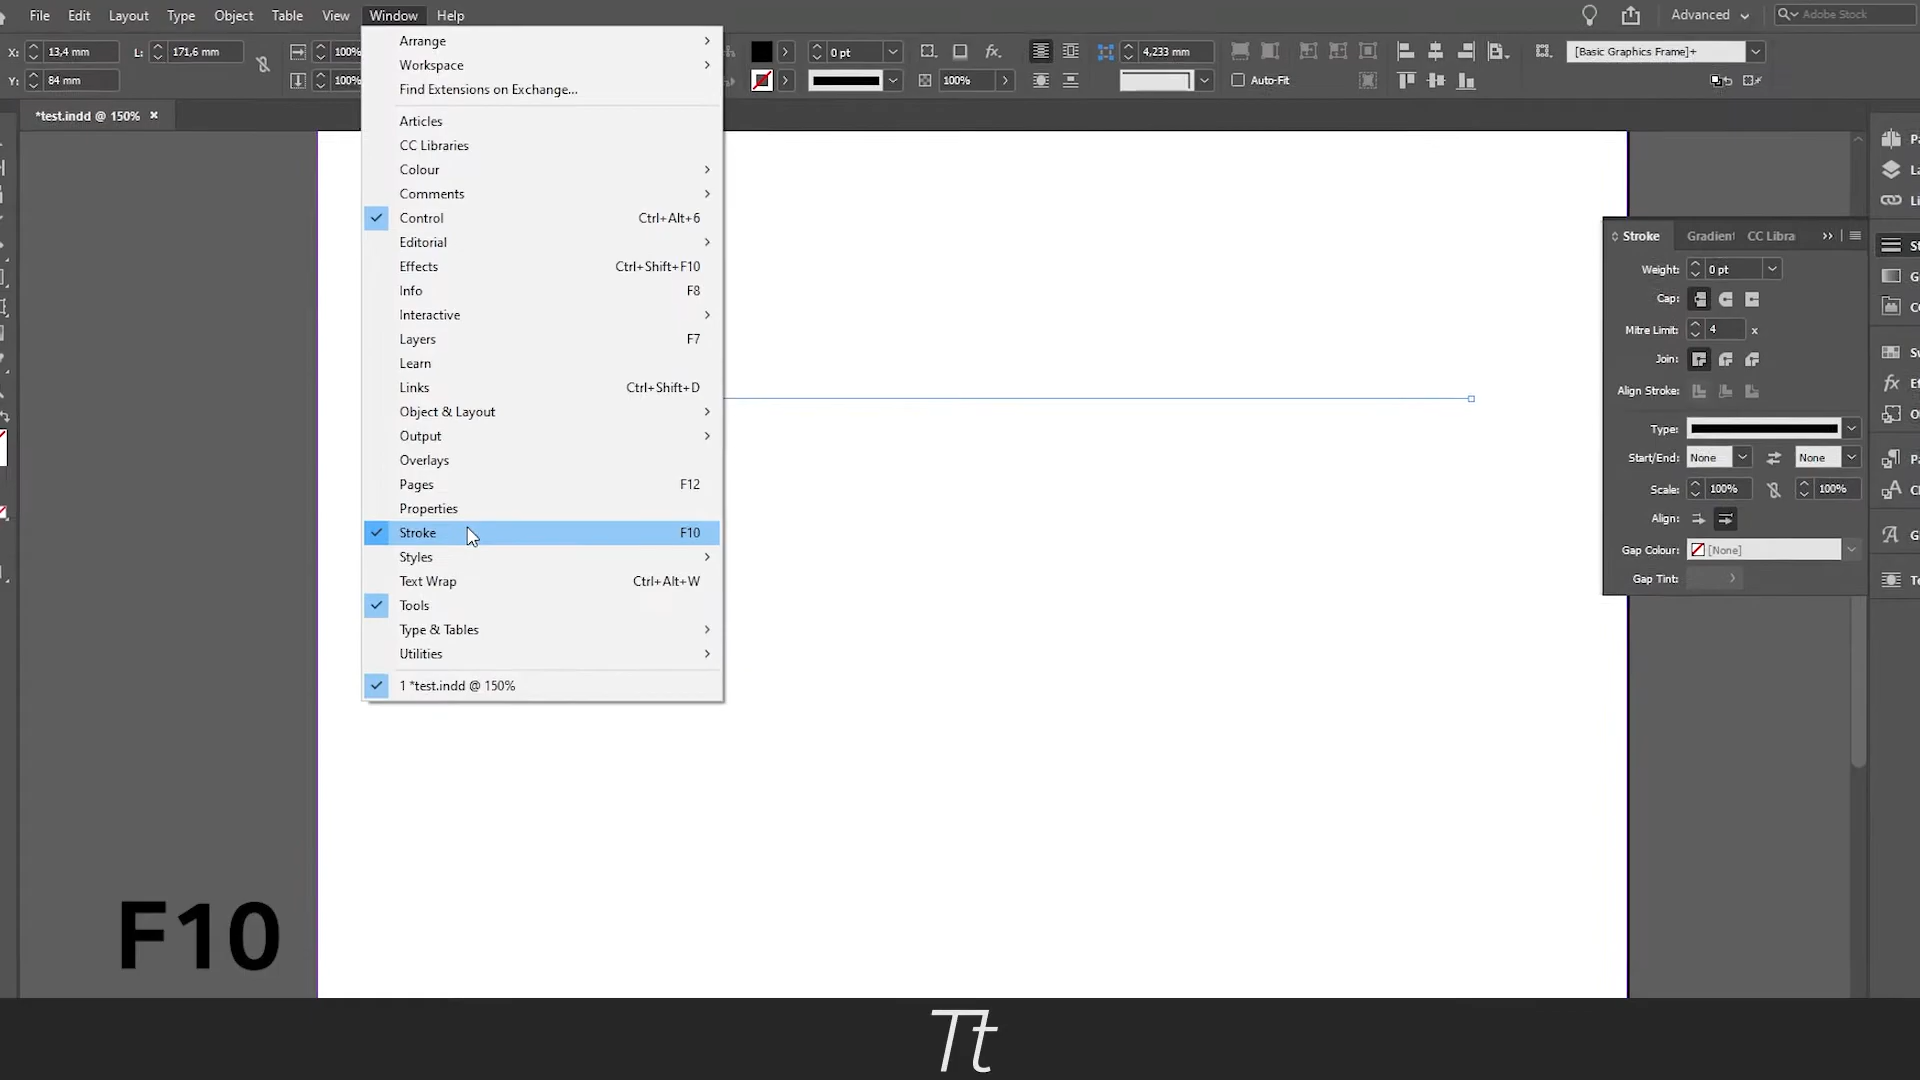 File Edit Layout Type Object Table View Window Help Advanced Adobe Stock
X: 13,4 mm L: 171,6 mm 100% 0 pt fx. 4,233 mm [Basic Graphics Frame]+
Y: 84 mm 100% 100% Auto-Fit
*test.indd @ 150% ×
Arrange
Workspace
Find Extensions on Exchange...
Articles
CC Libraries
Colour
Comments
Control Ctrl+Alt+6
Editorial
Effects Ctrl+Shift+F10
Info F8
Interactive
Layers F7
Learn
Links Ctrl+Shift+D
Object & Layout
Output
Overlays
Pages F12
Properties
Stroke F10
Styles
Text Wrap Ctrl+Alt+W
Tools
Type & Tables
Utilities
1 *test.indd @ 150%
Stroke Gradient CC Libra
Weight: 0 pt
Cap:
Mitre Limit: 4 x
Join:
Align Stroke:
Type:
Start/End: None None
Scale: 100% 100%
Align:
Gap Colour: [None]
Gap Tint:
F10
Tt